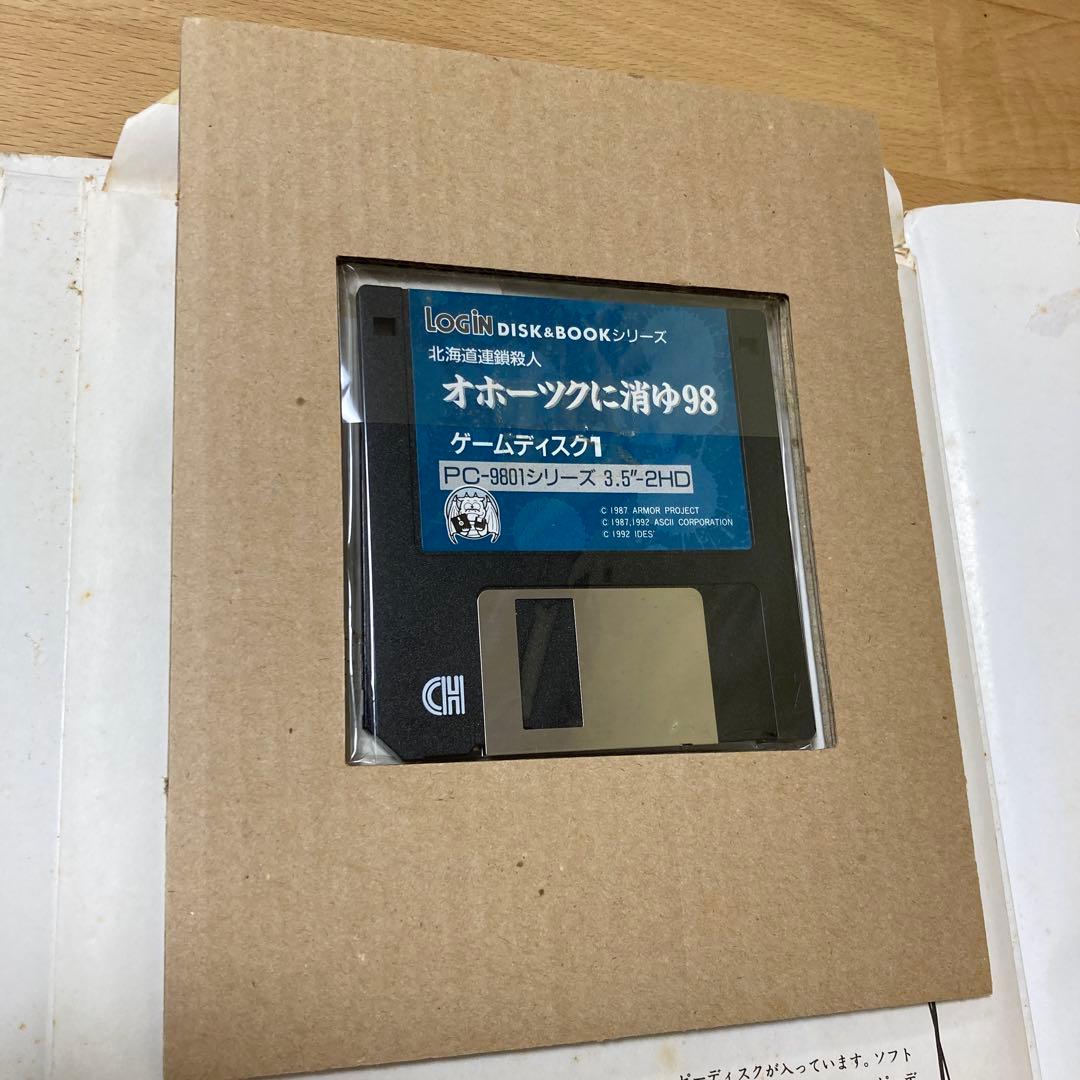 LOGiN DISK&BOOKシリーズ
北海道連鎖殺人
オホーツクに消ゆ98
ゲームディスク1
PC-9801シリーズ 3.5″-2HD
C 1987 ARMOR PROJECT
C 1987,1992 ASCII CORPORATION
C 1992 IDES'
CH
ピーディスクが入っています。ソフト